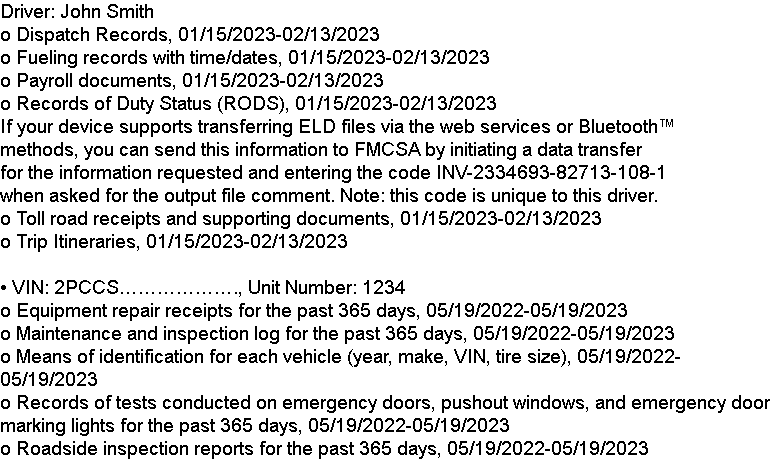 Driver: John Smith
o Dispatch Records, 01/15/2023-02/13/2023
o Fueling records with time/dates, 01/15/2023-02/13/2023
o Payroll documents, 01/15/2023-02/13/2023
o Records of Duty Status (RODS), 01/15/2023-02/13/2023
If your device supports transferring ELD files via the web services or Bluetooth™
methods, you can send this information to FMCSA by initiating a data transfer
for the information requested and entering the code INV-2334693-82713-108-1
when asked for the output file comment. Note: this code is unique to this driver.
o Toll road receipts and supporting documents, 01/15/2023-02/13/2023
o Trip Itineraries, 01/15/2023-02/13/2023
• VIN: 2PCCS………………., Unit Number: 1234
o Equipment repair receipts for the past 365 days, 05/19/2022-05/19/2023
o Maintenance and inspection log for the past 365 days, 05/19/2022-05/19/2023
o Means of identification for each vehicle (year, make, VIN, tire size), 05/19/2022-
05/19/2023
o Records of tests conducted on emergency doors, pushout windows, and emergency door
marking lights for the past 365 days, 05/19/2022-05/19/2023
o Roadside inspection reports for the past 365 days, 05/19/2022-05/19/2023